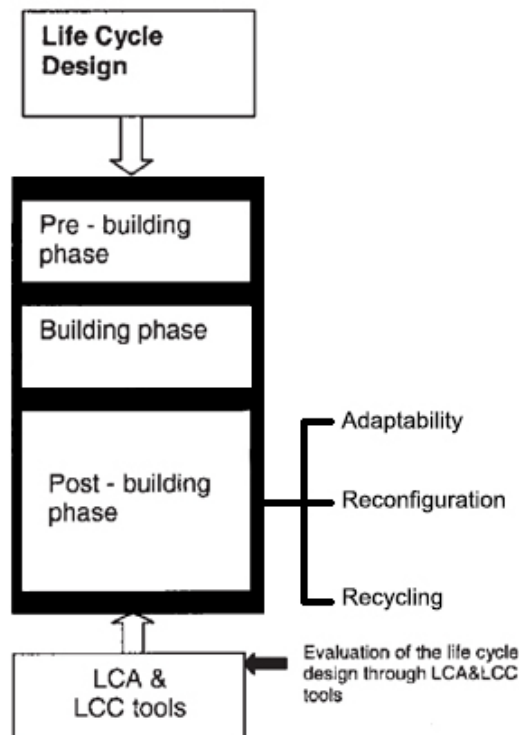 Life Cycle
Design
Pre - building
phase
Building phase
Post - building
phase
Adaptability
Reconfiguration
Recycling
LCA &
LCC tools
Evaluation of the life cycle
design through LCA&LCC
tools